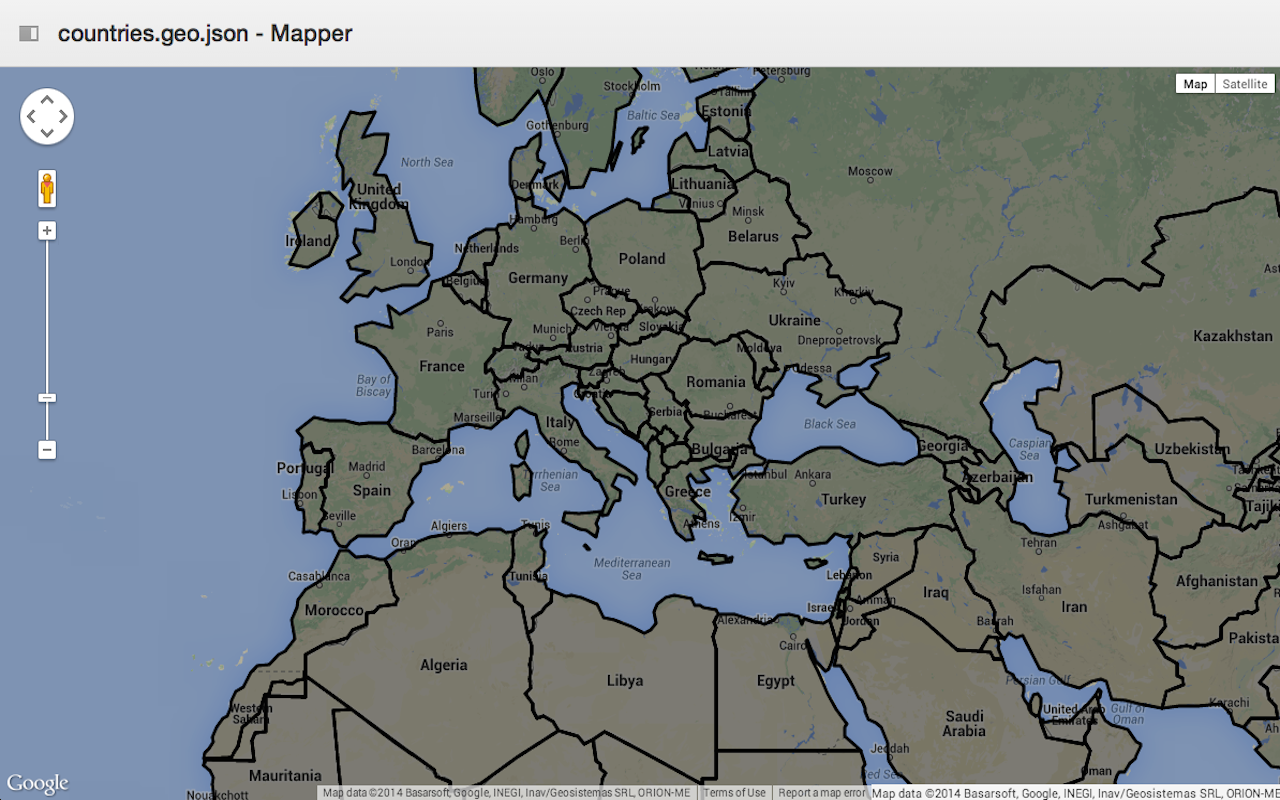 countries.geo.json - Mapper
Map
Satellite
Oslo
Stockholm
Petersburg
Tallinn
Estonia
Gothenburg
Baltic Sea
Latvia
North Sea
Moscow
Denmark
Lithuania
United
Kingdom
Vilnius
Minsk
Hamburg
Belarus
Ireland
Netherlands
Berlin
Poland
London
Germany
Belgium
Kyiv
Kharkiv
Prague
Krakow
Czech Rep
Ukraine
Paris
Munich
Vienna
Slovakia
Dnepropetrovsk
Kazakhstan
Vaduz
Austria
Moldova
Hungary
France
Odessa
Zagreb
Milan
Romania
Bay of
Biscay
Turin
Croatia
Marseille
Serbia
Bucharest
Italy
Black Sea
Rome
Barcelona
Bulgaria
Georgia
Caspian
Sea
Uzbekistan
Portugal
Madrid
Spain
Tyrrhenian
Sea
Istanbul
Ankara
Azerbaijan
Lisbon
Greece
Turkey
Turkmenistan
Seville
Izmir
Athens
Ashgabat
Algiers
Tunis
Oran
Tehran
Mediterranean
Sea
Syria
Casablanca
Tunisia
Lebanon
Afghanistan
Isfahan
Iraq
Iran
Morocco
Israel
Amman
Alexandria
Jordan
Basrah
Cairo
Pakista
Algeria
Libya
Egypt
Persian Gulf
Karachi
Western
Sahara
United Arab
Emirates
Gulf of
Oman
Saudi
Arabia
Jeddah
Mauritania
Red Sea
Oman
Nouakchott
Google
Map data ©2014 Basarsoft, Google, INEGI, Inav/Geosistemas SRL, ORION-ME
Terms of Use
Report a map error
Map data ©2014 Basarsoft, Google, INEGI, Inav/Geosistemas SRL, ORION-ME